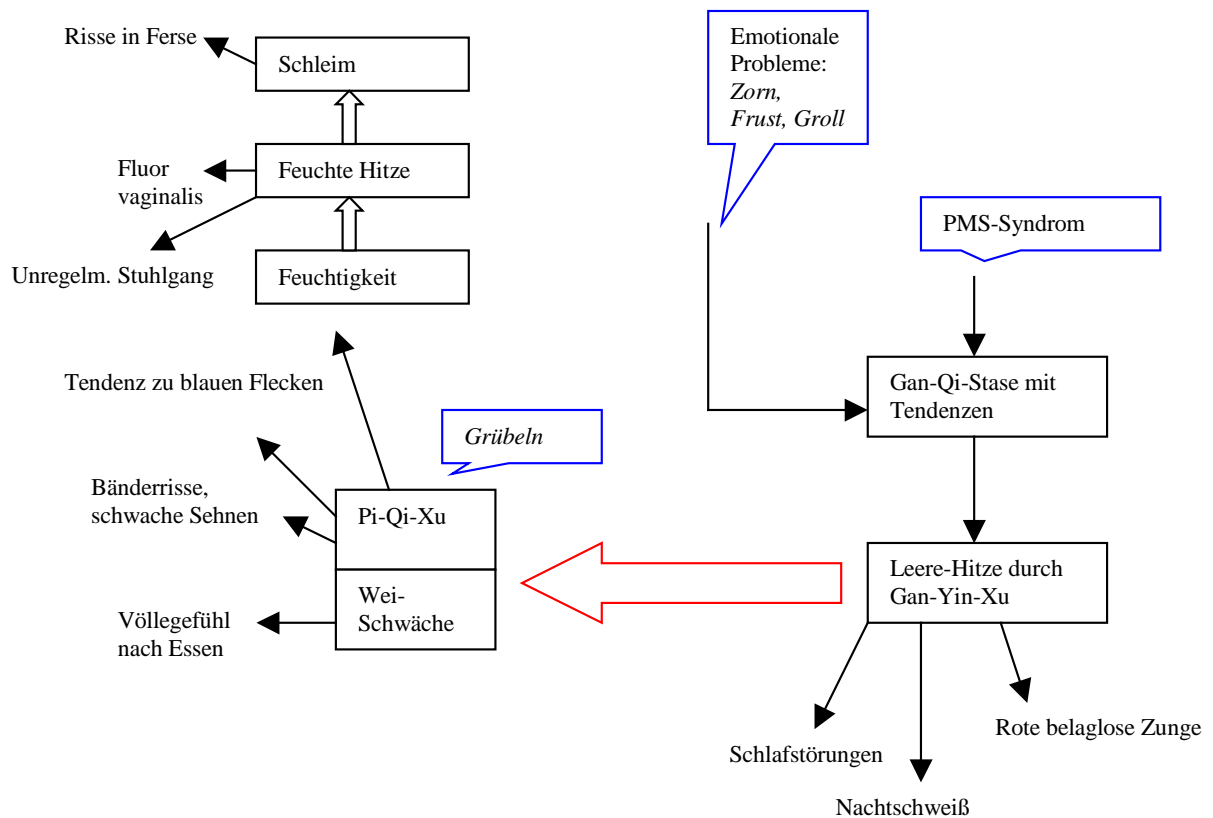 Risse in Ferse
Schleim
Emotionale
Probleme:
Zorn,
Frust, Groll
Fluor
vaginalis
Feuchte Hitze
PMS-Syndrom
Unregelm. Stuhlgang
Feuchtigkeit
Tendenz zu blauen Flecken
Gan-Qi-Stase mit
Tendenzen
Grübeln
Bänderrisse,
schwache Sehnen
Pi-Qi-Xu
Leere-Hitze durch
Gan-Yin-Xu
Wei-
Schwäche
Völlegefühl
nach Essen
Rote belaglose Zunge
Schlafstörungen
Nachtschweiß